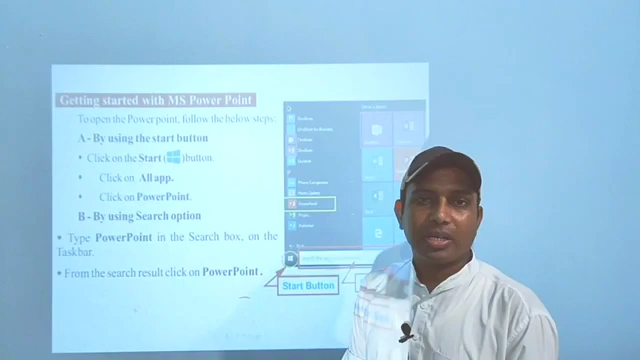 Getting started with MS Power Point
To open the Power point, follow the below steps:
A - By using the start button
• Click on the Start ( ) button.
• Click on All app.
• Click on PowerPoint.
B - By using Search option
• Type PowerPoint in the Search box, on the
Taskbar.
• From the search result click on PowerPoint.
Start Button